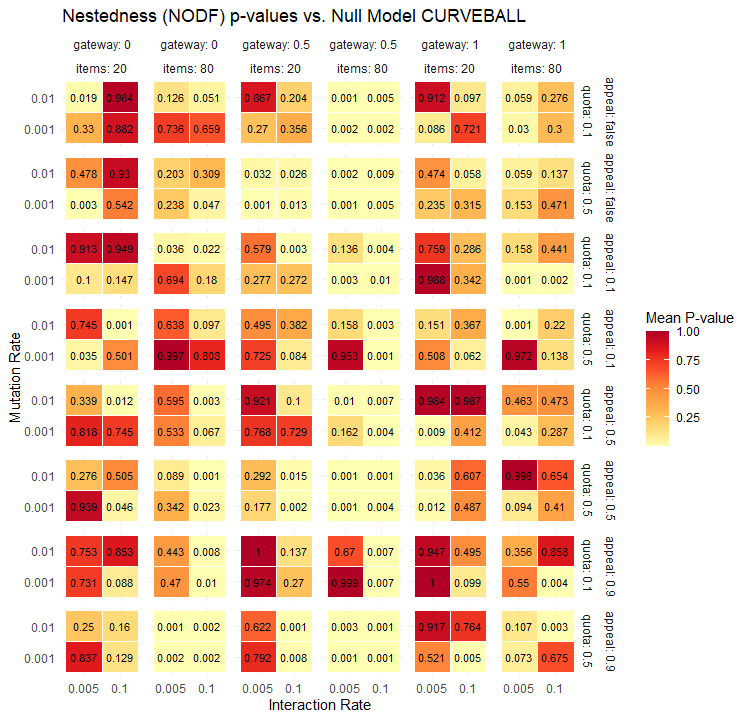 Nestedness (NODF) p-values vs. Null Model CURVEBALL
gateway: 0 gateway: 0 gateway: 0.5 gateway: 0.5 gateway: 1 gateway: 1
items: 20 items: 80 items: 20 items: 80 items: 20 items: 80
0.01 0.019 0.984 0.126 0.051 0.867 0.204 0.001 0.005 0.912 0.097 0.059 0.276
0.001 0.33 0.882 0.736 0.659 0.27 0.356 0.002 0.002 0.086 0.721 0.03 0.3
quota: 0.1
appeal: false
0.01 0.478 0.93 0.203 0.309 0.032 0.026 0.002 0.009 0.474 0.058 0.059 0.137
0.001 0.003 0.542 0.238 0.047 0.001 0.013 0.001 0.005 0.235 0.315 0.153 0.471
quota: 0.5
appeal: false
0.01 0.913 0.949 0.036 0.022 0.579 0.003 0.136 0.004 0.759 0.286 0.158 0.441
0.001 0.1 0.147 0.694 0.18 0.277 0.272 0.003 0.01 0.988 0.342 0.001 0.002
quota: 0.1
appeal: 0.1
0.01 0.745 0.001 0.638 0.097 0.495 0.382 0.158 0.003 0.151 0.367 0.001 0.22
0.001 0.035 0.501 0.997 0.808 0.725 0.084 0.953 0.001 0.508 0.062 0.972 0.138
quota: 0.5
appeal: 0.1
0.01 0.339 0.012 0.595 0.003 0.921 0.1 0.01 0.007 0.984 0.987 0.463 0.473
0.001 0.818 0.745 0.533 0.067 0.768 0.729 0.162 0.004 0.009 0.412 0.043 0.287
quota: 0.1
appeal: 0.5
0.01 0.276 0.505 0.089 0.001 0.292 0.015 0.001 0.001 0.036 0.607 0.995 0.654
0.001 0.939 0.046 0.342 0.023 0.177 0.002 0.001 0.004 0.012 0.487 0.094 0.41
quota: 0.5
appeal: 0.5
0.01 0.753 0.853 0.443 0.008 1 0.137 0.67 0.007 0.947 0.495 0.356 0.858
0.001 0.731 0.088 0.47 0.01 0.974 0.27 0.999 0.007 1 0.099 0.55 0.004
quota: 0.1
appeal: 0.9
0.01 0.25 0.16 0.001 0.002 0.622 0.001 0.003 0.001 0.917 0.764 0.107 0.003
0.001 0.837 0.129 0.002 0.002 0.792 0.008 0.001 0.001 0.521 0.005 0.073 0.675
quota: 0.5
appeal: 0.9
0.005 0.1 0.005 0.1 0.005 0.1 0.005 0.1 0.005 0.1 0.005 0.1
Interaction Rate
Mutation Rate
Mean P-value
1.00
0.75
0.50
0.25